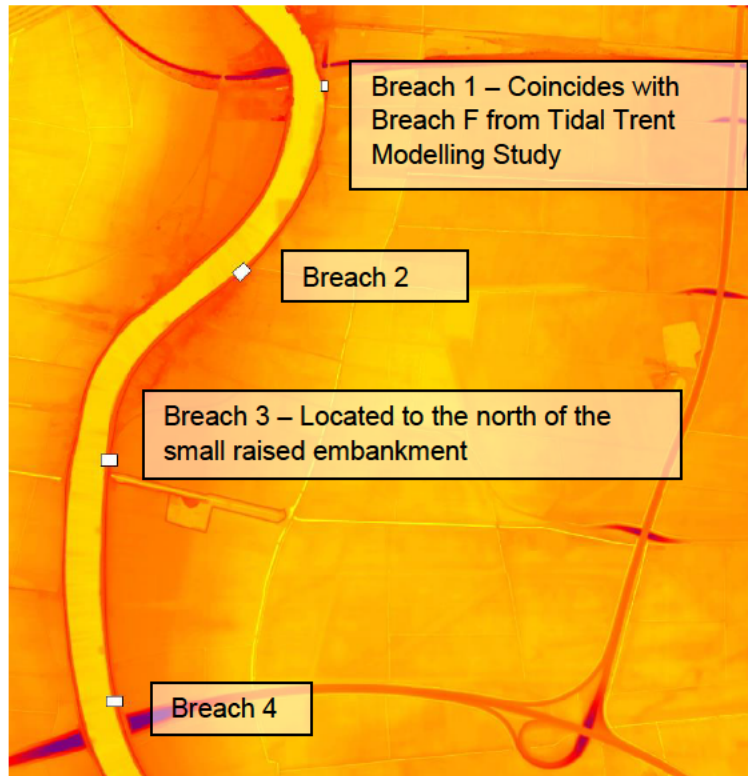 Breach 1 – Coincides with
Breach F from Tidal Trent
Modelling Study
Breach 2
Breach 3 – Located to the north of the
small raised embankment
Breach 4